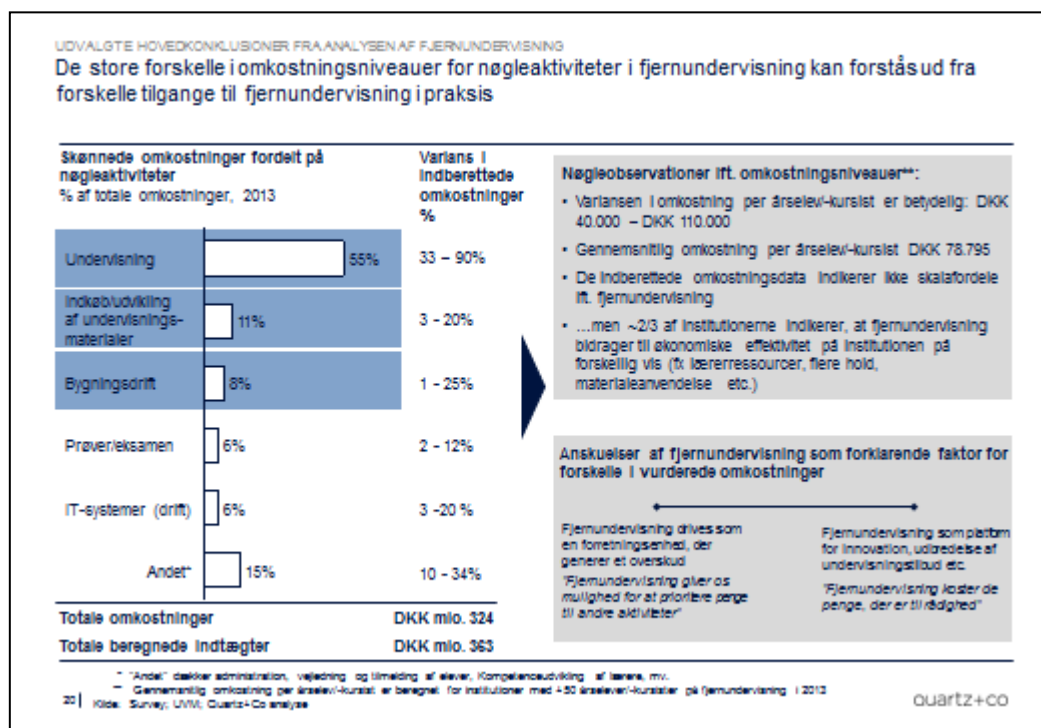 UDVALGTE HOVEDKONKLUSIONER FRA ANALYSEN AF FJERNUNDERVISNING
De store forskelle i omkostningsniveauer for nøgleaktiviteter i fjernundervisning kan forstås ud fra
forskelle tilgange til fjernundervisning i praksis
Skønnede omkostninger fordelt på
nøgleaktiviteter
% af totale omkostninger, 2013
Varians i
indberettede
omkostninger
%
Undervisning 55% 33 – 90%
Indkøb/udvikling
af undervisnings-
materialer
11% 3 - 20%
Bygningsdrift 8% 1 - 25%
Prøver/eksamen 6% 2 - 12%
IT-systemer (drift) 6% 3 -20 %
Andet* 15% 10 - 34%
Totale omkostninger DKK mio. 324
Totale beregnede indtægter DKK mio. 363
Nøgleobservationer ift. omkostningsniveauer**:
▪ Variansen i omkostning per årselev/-kursist er betydelig: DKK
40.000 – DKK 110.000
▪ Gennemsnitlig omkostning per årselev/-kursist DKK 78.795
▪ De indberettede omkostningsdata indikerer ikke skalafordele
ift. fjernundervisning
▪ …men ~2/3 af institutionerne indikerer, at fjernundervisning
bidrager til økonomiske effektivitet på institutionen på
forskellig vis (fx lærerressourcer, flere hold,
materialeanvendelse etc.)
Anskuelser af fjernundervisning som forklarende faktor for
forskelle i vurderede omkostninger
Fjernundervisning drives som
en forretningsenhed, der
generer et overskud
"Fjernundervisning giver os
mulighed for at prioritere penge
til andre aktiviteter"
Fjernundervisning som platform
for innovation, udbredelse af
undervisningstilbud etc.
"Fjernundervisning koster de
penge, der er til rådighed"
* "Andet" dækker administration, vejledning og tilmelding af elever, Kompetenceudvikling af lærere, mv.
** Gennemsnitlig omkostning per årselev/-kursist er beregnet for institutioner med +50 årselever/-kursister på fjernundervisning i 2013
20 | Kilde: Survey; UVM; Quartz+Co analyse
quartz+co